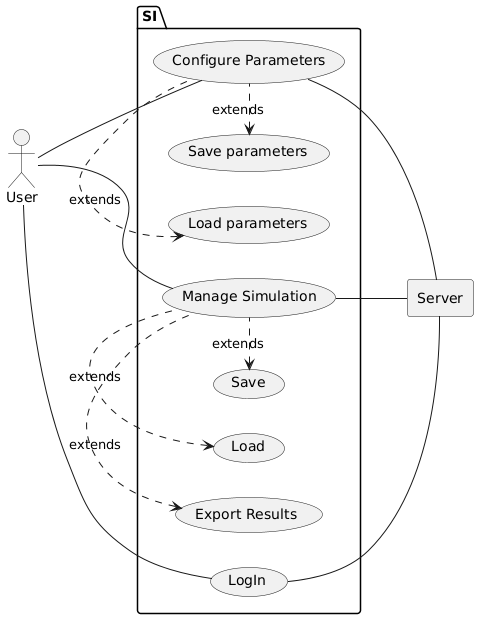 SI
Configure Parameters
extends
Save parameters
User
extends
Load parameters
Manage Simulation
Server
extends
Save
extends
Load
extends
Export Results
LogIn